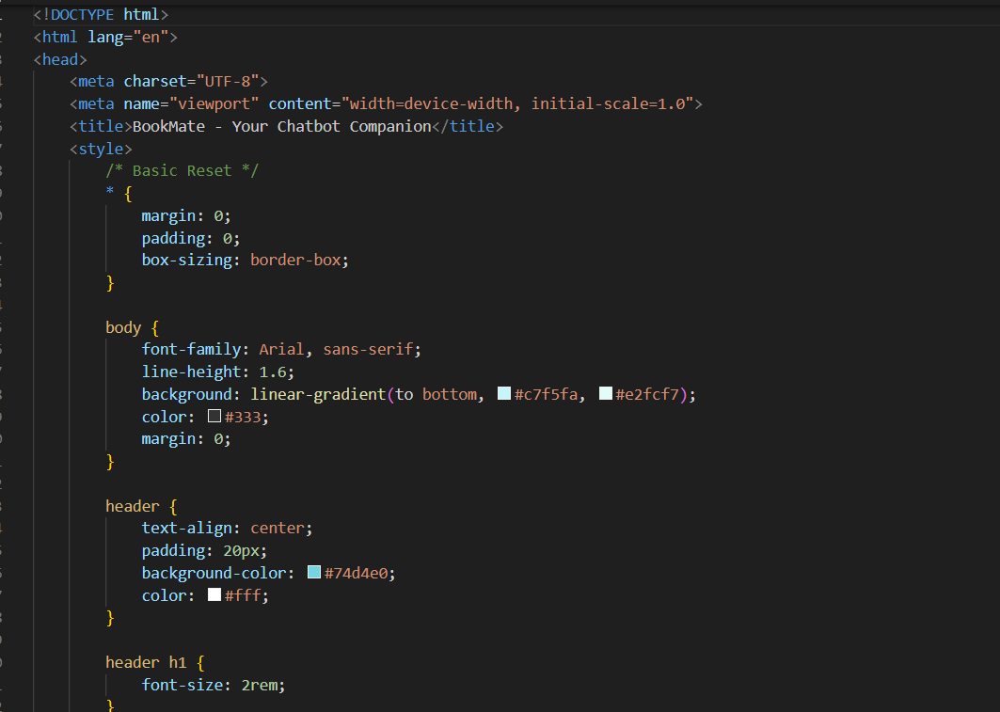 <!DOCTYPE html>
<html lang="en">
<head>
    <meta charset="UTF-8">
    <meta name="viewport" content="width=device-width, initial-scale=1.0">
    <title>BookMate - Your Chatbot Companion</title>
    <style>
        /* Basic Reset */
        * {
            margin: 0;
            padding: 0;
            box-sizing: border-box;
        }

        body {
            font-family: Arial, sans-serif;
            line-height: 1.6;
            background: linear-gradient(to bottom, #c7f5fa, #e2fcf7);
            color: #333;
            margin: 0;
        }

        header {
            text-align: center;
            padding: 20px;
            background-color: #74d4e0;
            color: #fff;
        }

        header h1 {
            font-size: 2rem;
        }